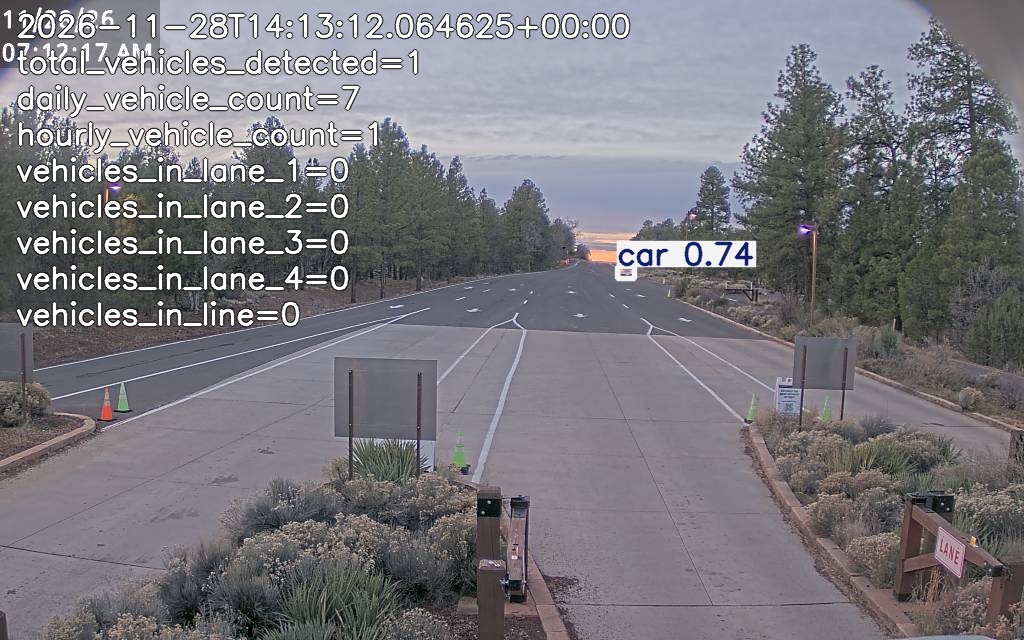 2026-11-28T14:13:12.064625+00:00
07:12:17 AM
total_vehicles_detected=1
daily_vehicle_count=7
hourly_vehicle_count=1
vehicles_in_lane_1=0
vehicles_in_lane_2=0
vehicles_in_lane_3=0
vehicles_in_lane_4=0
vehicles_in_line=0
car 0.74
LANE